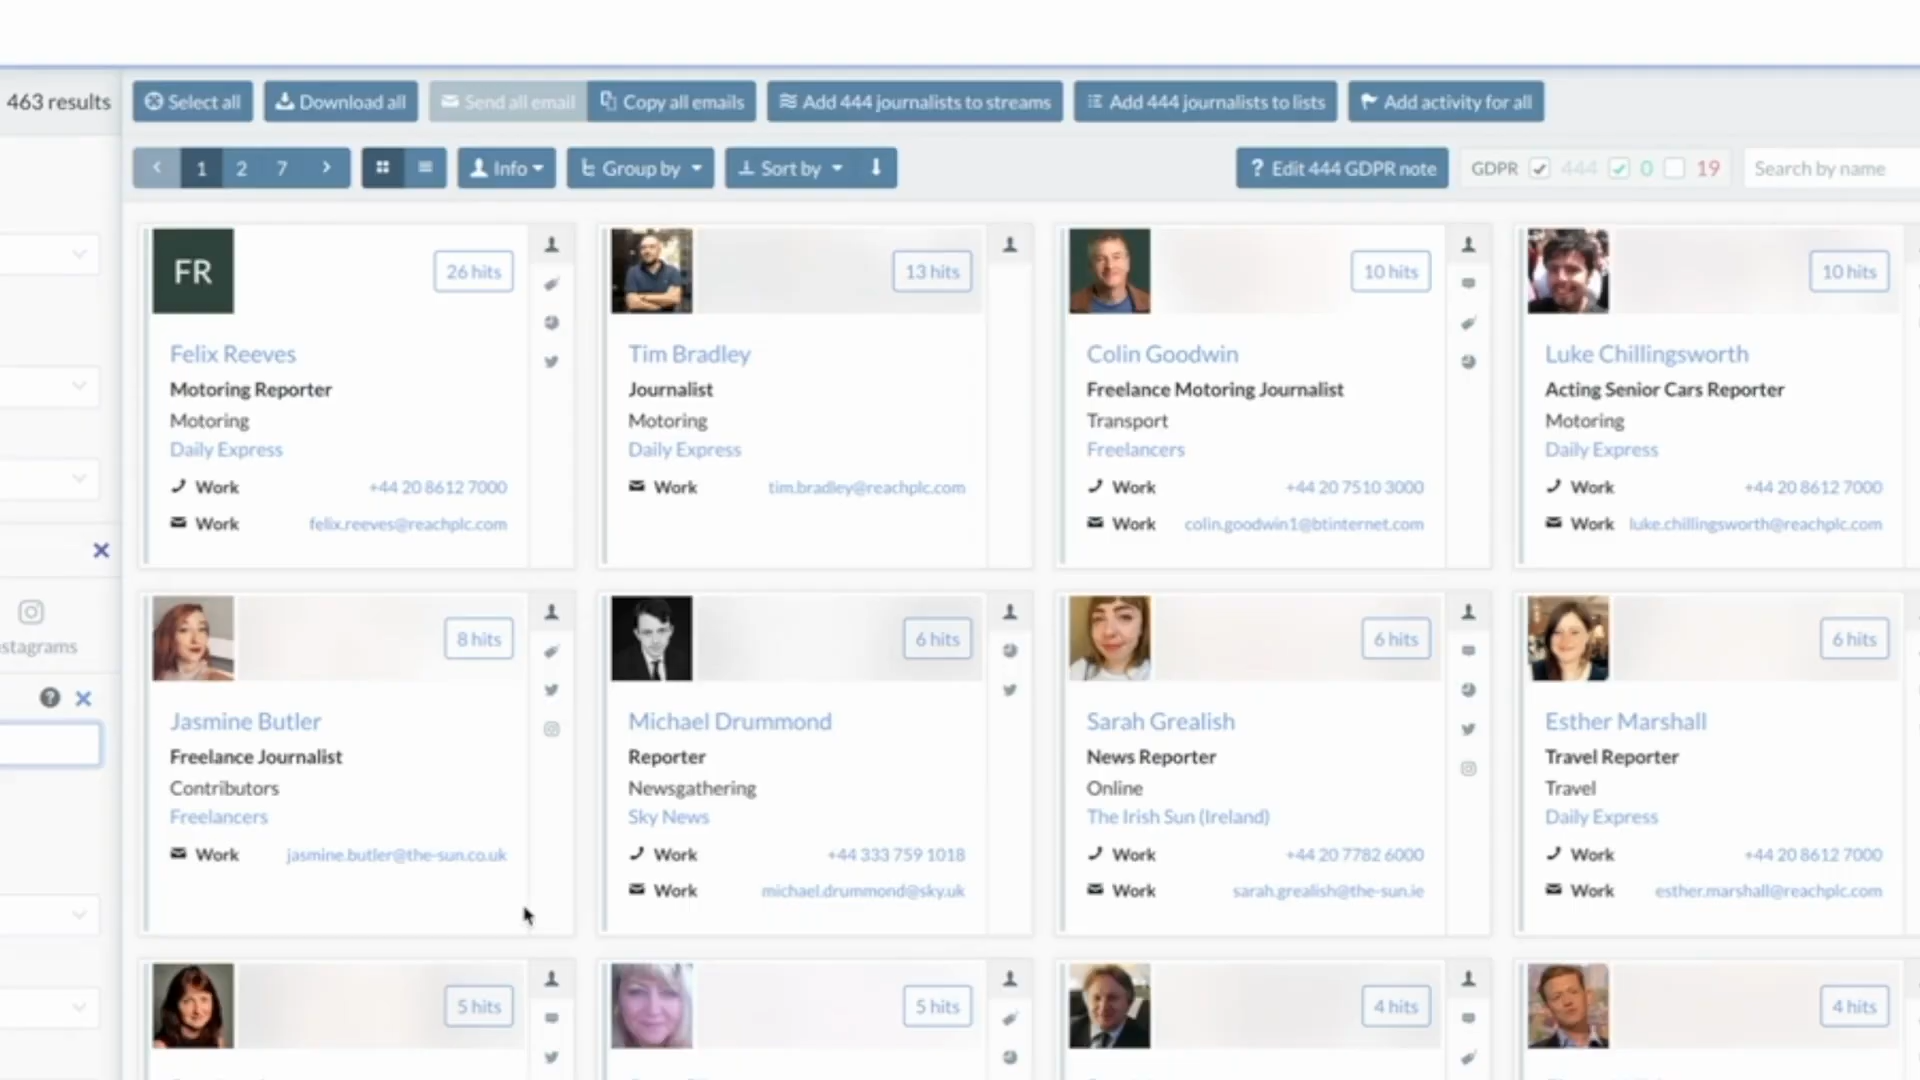 463 results
Select all
Download all
Send all email
Copy all emails
Add 444 journalists to streams
Add 444 journalists to lists
Add activity for all
1 2 7
Info
Group by
Sort by
? Edit 444 GDPR note
GDPR 444 0 19
Search by name
FR
26 hits
Felix Reeves
Motoring Reporter
Motoring
Daily Express
Work +44 20 8612 7000
Work felix.reeves@reachplc.com
13 hits
Tim Bradley
Journalist
Motoring
Daily Express
Work tim.bradley@reachplc.com
10 hits
Colin Goodwin
Freelance Motoring Journalist
Transport
Freelancers
Work +44 20 7510 3000
Work colin.goodwin1@btinternet.com
10 hits
Luke Chillingsworth
Acting Senior Cars Reporter
Motoring
Daily Express
Work +44 20 8612 7000
Work luke.chillingsworth@reachplc.com
stagrams
8 hits
Jasmine Butler
Freelance Journalist
Contributors
Freelancers
Work jasmine.butler@the-sun.co.uk
6 hits
Michael Drummond
Reporter
Newsgathering
Sky News
Work +44 333 759 1018
Work michael.drummond@sky.uk
6 hits
Sarah Grealish
News Reporter
Online
The Irish Sun (Ireland)
Work +44 20 7782 6000
Work sarah.grealish@the-sun.ie
6 hits
Esther Marshall
Travel Reporter
Travel
Daily Express
Work +44 20 8612 7000
Work esther.marshall@reachplc.com
5 hits
5 hits
4 hits
4 hits